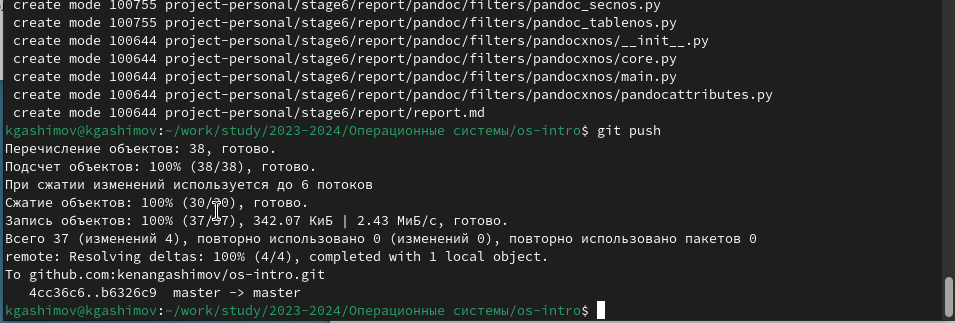 create mode 100755 project-personal/stage6/report/pandoc/filters/pandoc_secnos.py
create mode 100755 project-personal/stage6/report/pandoc/filters/pandoc_tablenos.py
create mode 100644 project-personal/stage6/report/pandoc/filters/pandocxnos/__init__.py
create mode 100644 project-personal/stage6/report/pandoc/filters/pandocxnos/core.py
create mode 100644 project-personal/stage6/report/pandoc/filters/pandocxnos/main.py
create mode 100644 project-personal/stage6/report/pandoc/filters/pandocxnos/pandocattributes.py
create mode 100644 project-personal/stage6/report/report.md
kgashimov@kgashimov:~/work/study/2023-2024/Операционные системы/os-intro$ git push
Перечисление объектов: 38, готово.
Подсчет объектов: 100% (38/38), готово.
При сжатии изменений используется до 6 потоков
Сжатие объектов: 100% (30/30), готово.
Запись объектов: 100% (37/37), 342.07 КиБ | 2.43 МиБ/с, готово.
Всего 37 (изменений 4), повторно использовано 0 (изменений 0), повторно использовано пакетов 0
remote: Resolving deltas: 100% (4/4), completed with 1 local object.
To github.com:kenangashimov/os-intro.git
4cc36c6..b6326c9  master -> master
kgashimov@kgashimov:~/work/study/2023-2024/Операционные системы/os-intro$